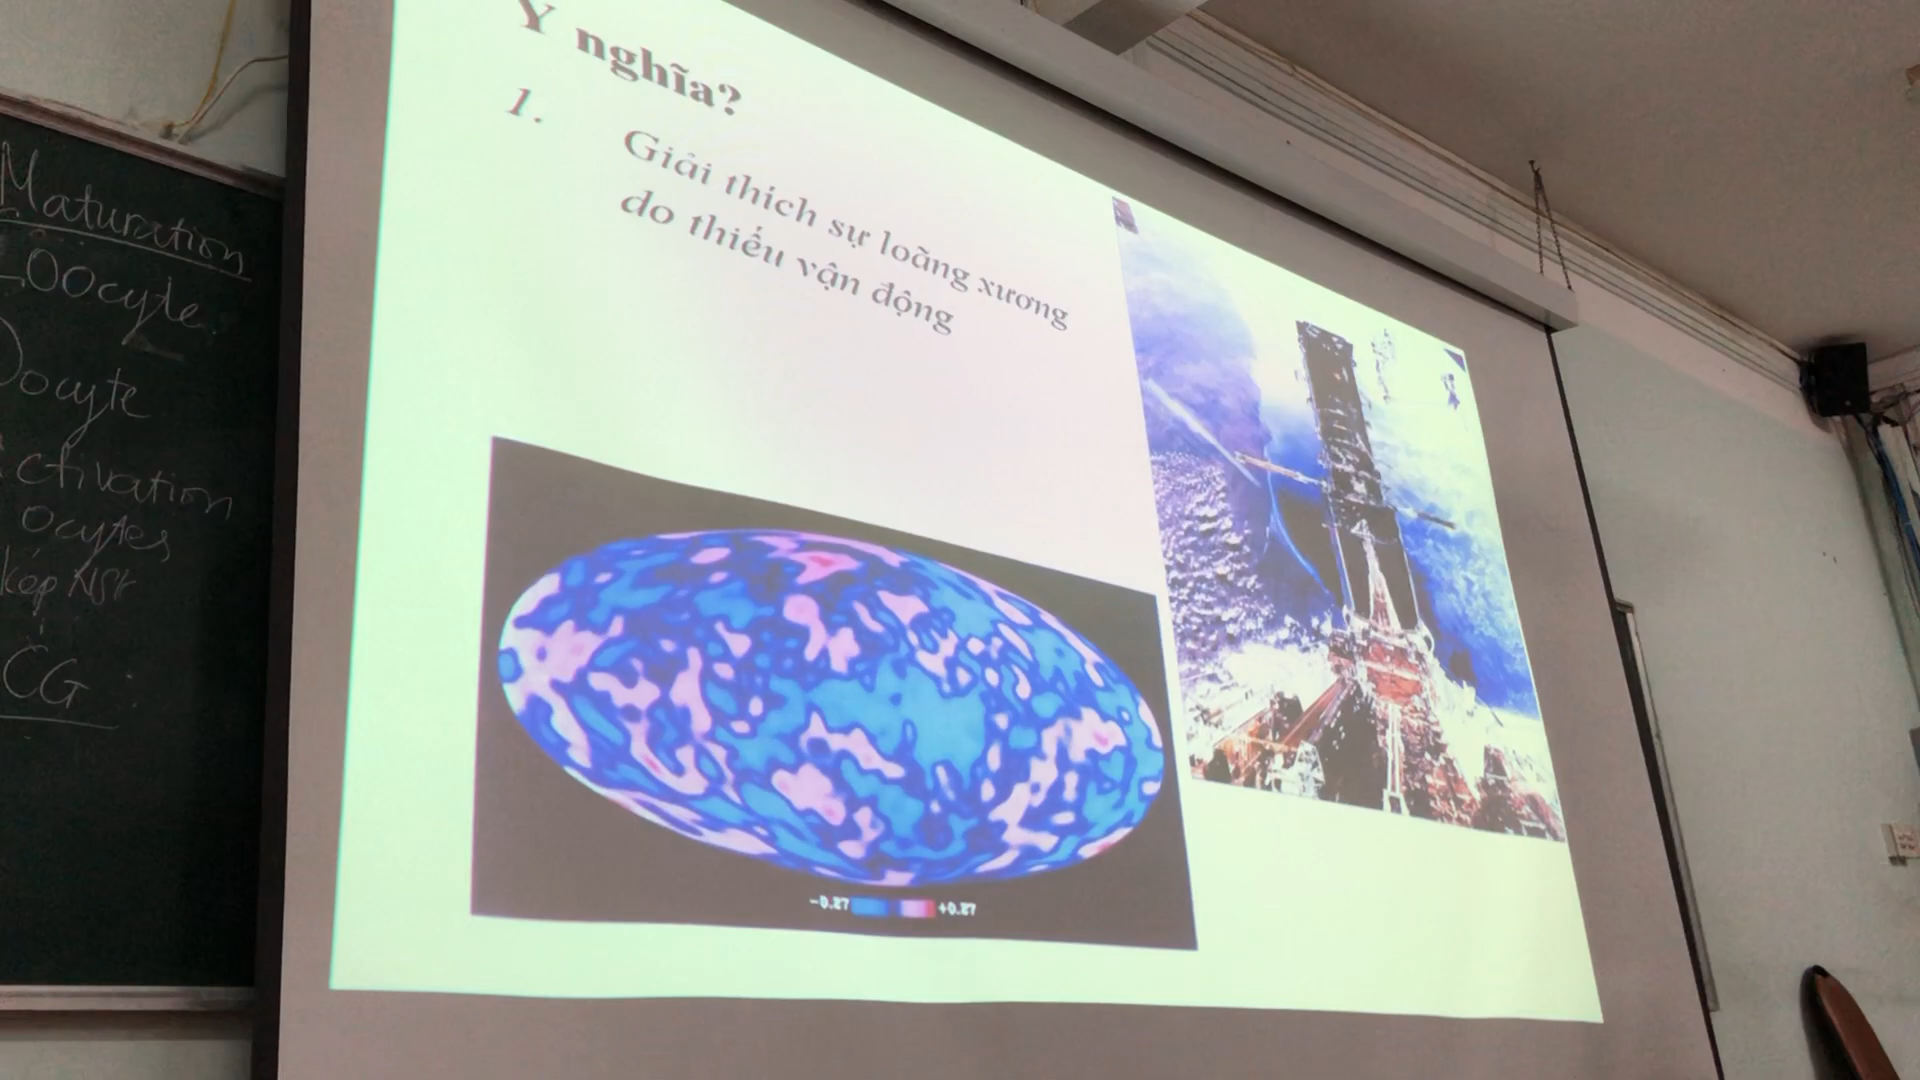 Maturation
Oocyte
Oocyte
ctivation
ocytes
kép NST
CG
Ý nghĩa?
1.
Giải thích sự loãng xương
do thiếu vận động
-0.27
+0.27